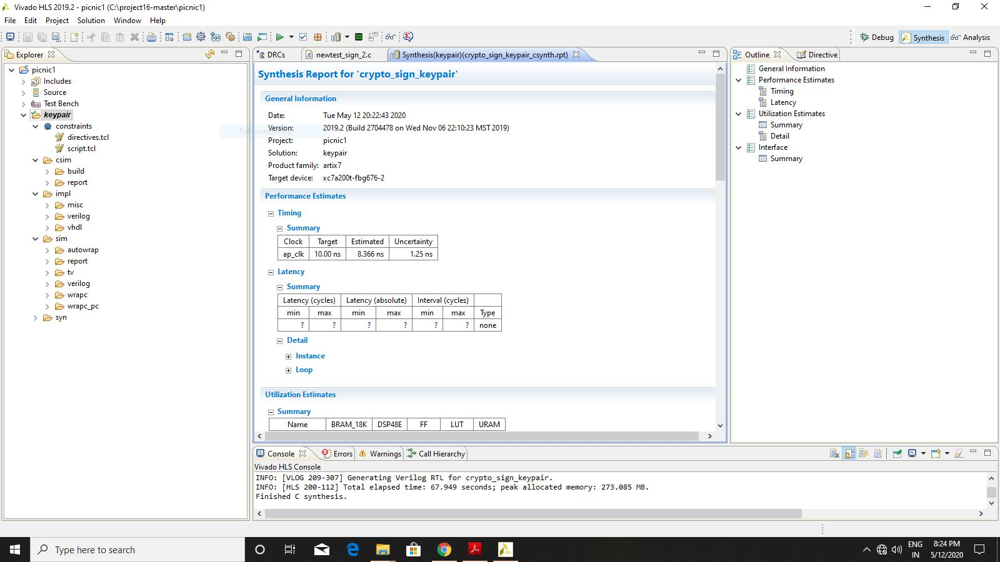 Vivado HLS 2019.2 - picnic1 (C:\project16-master\picnic1)
File Edit Project Solution Window Help
Debug Synthesis Analysis
Explorer
picnic1
Includes
Source
Test Bench
keypair
constraints
directives.tcl
script.tcl
csim
build
report
impl
misc
verilog
vhdl
sim
autowrap
report
tv
verilog
wrapc
wrapc_pc
syn
DRCs newtest_sign_2.c Synthesis(keypair)(crypto_sign_keypair_csynth.rpt)
Synthesis Report for 'crypto_sign_keypair'
General Information
Date: Tue May 12 20:22:43 2020
Version: 2019.2 (Build 2704478 on Wed Nov 06 22:10:23 MST 2019)
Project: picnic1
Solution: keypair
Product family: artix7
Target device: xc7a200t-fbg676-2
Performance Estimates
Timing
Summary
Clock Target Estimated Uncertainty
ap_clk 10.00 ns 8.366 ns 1.25 ns
Latency
Summary
Latency (cycles) Latency (absolute) Interval (cycles)
min max min max min max Type
? ? ? ? ? ? none
Detail
Instance
Loop
Utilization Estimates
Summary
Name BRAM_18K DSP48E FF LUT URAM
Outline Directive
General Information
Performance Estimates
Timing
Latency
Utilization Estimates
Summary
Detail
Interface
Summary
Console Errors Warnings Call Hierarchy
Vivado HLS Console
INFO: [VLOG 209-307] Generating Verilog RTL for crypto_sign_keypair.
INFO: [HLS 200-112] Total elapsed time: 67.949 seconds; peak allocated memory: 273.085 MB.
Finished C synthesis.
Type here to search
ENG
IN
8:24 PM
5/12/2020